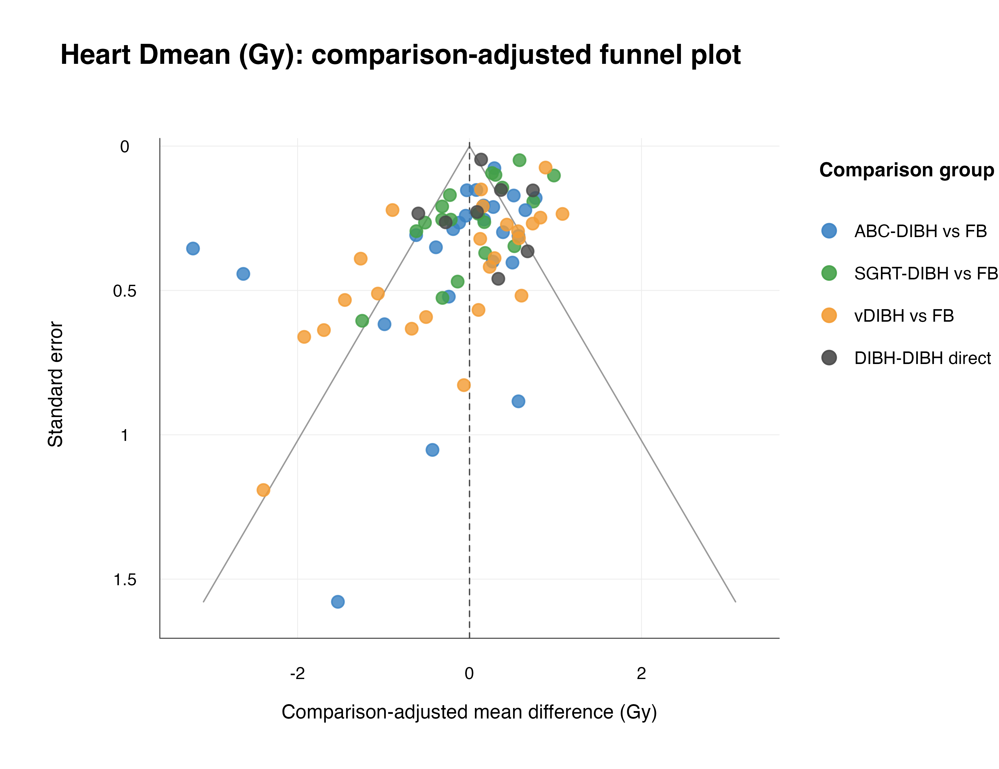 Heart Dmean (Gy): comparison-adjusted funnel plot
Comparison group
ABC-DIBH vs FB
SGRT-DIBH vs FB
vDIBH vs FB
DIBH-DIBH direct
Standard error
0
0.5
1
1.5
-2
0
2
Comparison-adjusted mean difference (Gy)